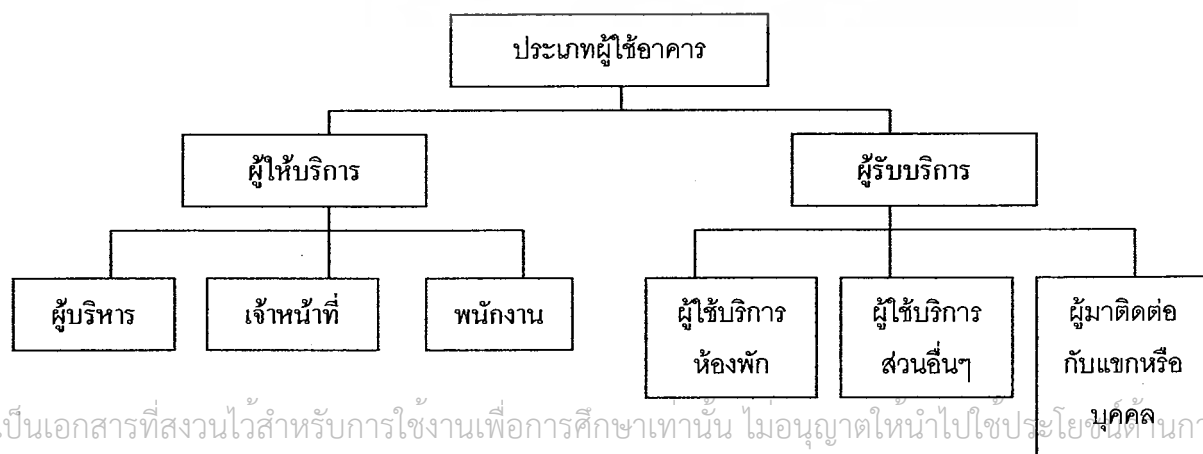 ประเภทผู้ใช้อาคาร
ผู้ให้บริการ
ผู้รับบริการ
ผู้บริหาร
เจ้าหน้าที่
พนักงาน
ผู้ใช้บริการ
ห้องพัก
ผู้ใช้บริการ
ส่วนอื่นๆ
ผู้มาติดต่อ
กับแขกหรือ
บุคคล
เป็นเอกสารที่สงวนไว้สำหรับการใช้งานเพื่อการศึกษาเท่านั้น ไม่อนุญาตให้นำไปใช้ประโยชน์ด้าน